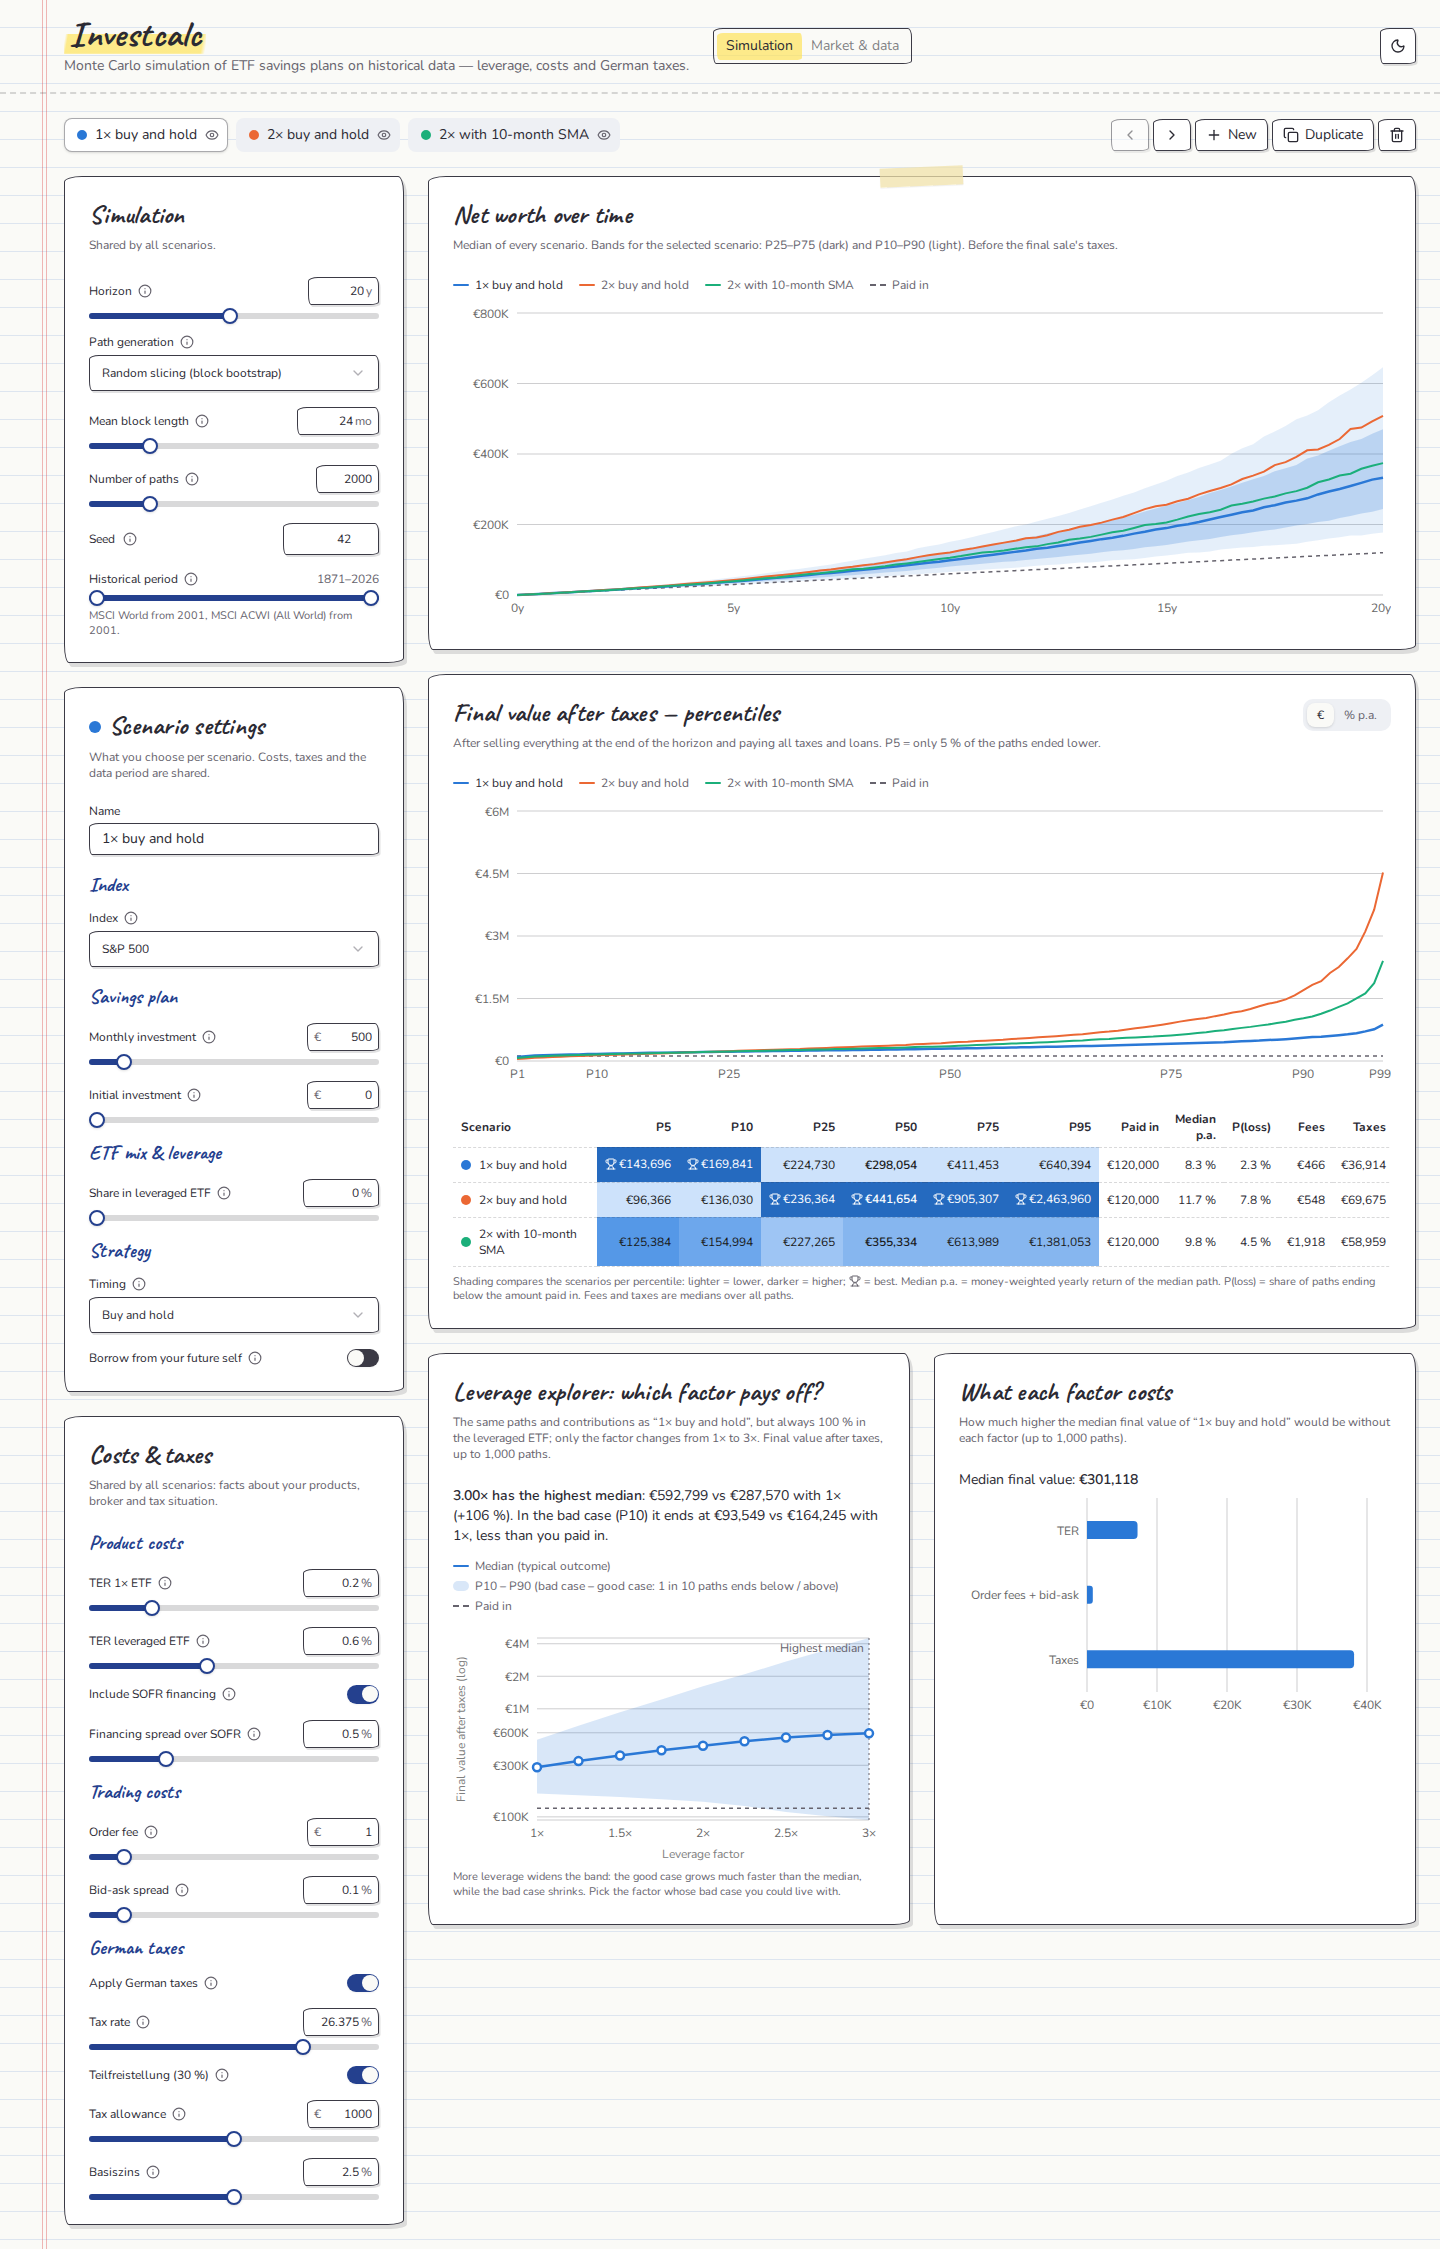 Investcalc
Monte Carlo simulation of ETF savings plans on historical data — leverage, costs and German taxes.
Simulation Market & data
1× buy and hold
2× buy and hold
2× with 10-month SMA
New
Duplicate
Simulation
Shared by all scenarios.
Horizon 20 y
Path generation
Random slicing (block bootstrap)
Mean block length 24 mo
Number of paths 2000
Seed 42
Historical period 1871–2026
MSCI World from 2001, MSCI ACWI (All World) from
2001.
Net worth over time
Median of every scenario. Bands for the selected scenario: P25–P75 (dark) and P10–P90 (light). Before the final sale's taxes.
1× buy and hold 2× buy and hold 2× with 10-month SMA Paid in
€800K
€600K
€400K
€200K
€0
0y 5y 10y 15y 20y
Scenario settings
What you choose per scenario. Costs, taxes and the
data period are shared.
Name
1× buy and hold
Index
Index
S&P 500
Savings plan
Monthly investment € 500
Initial investment € 0
ETF mix & leverage
Share in leveraged ETF 0 %
Strategy
Timing
Buy and hold
Borrow from your future self
Final value after taxes — percentiles
€ % p.a.
After selling everything at the end of the horizon and paying all taxes and loans. P5 = only 5 % of the paths ended lower.
1× buy and hold 2× buy and hold 2× with 10-month SMA Paid in
€6M
€4.5M
€3M
€1.5M
€0
P1 P10 P25 P50 P75 P90 P99
Scenario P5 P10 P25 P50 P75 P95 Paid in Median p.a. P(loss) Fees Taxes
1× buy and hold €143,696 €169,841 €224,730 €298,054 €411,453 €640,394 €120,000 8.3 % 2.3 % €466 €36,914
2× buy and hold €96,366 €136,030 €236,364 €441,654 €905,307 €2,463,960 €120,000 11.7 % 7.8 % €548 €69,675
2× with 10-month SMA €125,384 €154,994 €227,265 €355,334 €613,989 €1,381,053 €120,000 9.8 % 4.5 % €1,918 €58,959
Shading compares the scenarios per percentile: lighter = lower, darker = higher; = best. Median p.a. = money-weighted yearly return of the median path. P(loss) = share of paths ending
below the amount paid in. Fees and taxes are medians over all paths.
Costs & taxes
Shared by all scenarios: facts about your products,
broker and tax situation.
Product costs
TER 1× ETF 0.2 %
TER leveraged ETF 0.6 %
Include SOFR financing
Financing spread over SOFR 0.5 %
Trading costs
Order fee € 1
Bid-ask spread 0.1 %
German taxes
Apply German taxes
Tax rate 26.375 %
Teilfreistellung (30 %)
Tax allowance € 1000
Basiszins 2.5 %
Leverage explorer: which factor pays off?
The same paths and contributions as “1× buy and hold”, but always 100 % in
the leveraged ETF; only the factor changes from 1× to 3×. Final value after taxes,
up to 1,000 paths.
3.00× has the highest median: €592,799 vs €287,570 with 1×
(+106 %). In the bad case (P10) it ends at €93,549 vs €164,245 with
1×, less than you paid in.
Median (typical outcome)
P10 – P90 (bad case – good case: 1 in 10 paths ends below / above)
Paid in
Final value after taxes (log)
€4M
€2M
€1M
€600K
€300K
€100K
Highest median
1× 1.5× 2× 2.5× 3×
Leverage factor
More leverage widens the band: the good case grows much faster than the median,
while the bad case shrinks. Pick the factor whose bad case you could live with.
What each factor costs
How much higher the median final value of “1× buy and hold” would be without
each factor (up to 1,000 paths).
Median final value: €301,118
TER
Order fees + bid-ask
Taxes
€0 €10K €20K €30K €40K